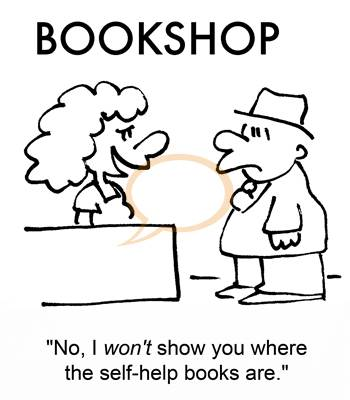 BOOKSHOP
"No, I won't show you where
the self-help books are."